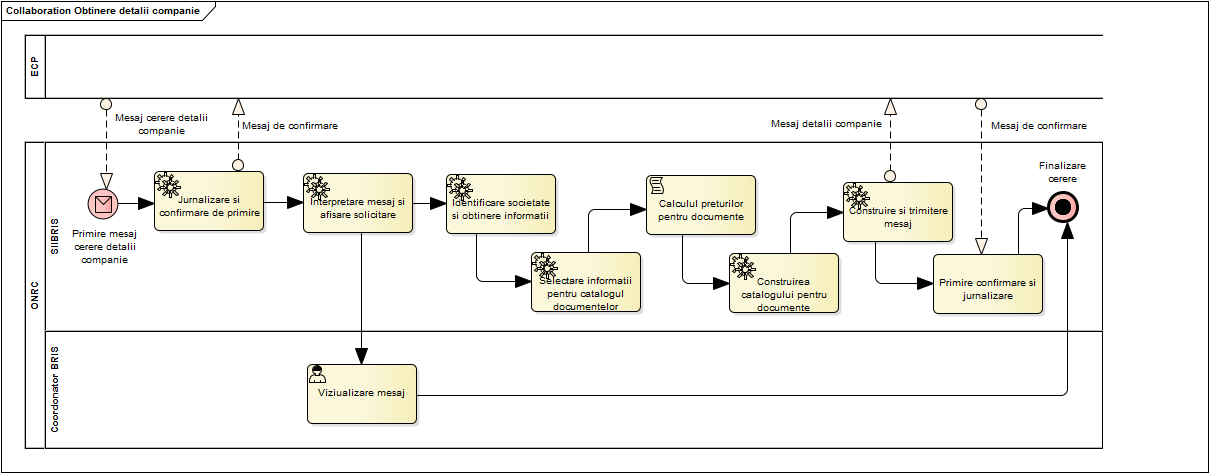 Collaboration Obtinere detalii companie
ECP
Mesaj cerere detalii
companie
Mesaj de confirmare
Mesaj detalii companie
Mesaj de confirmare
ONRC
SIIBRIS
Primire mesaj
cerere detalii
companie
Jurnalizare si
confirmare de primire
Interpretare mesaj si
afisare solicitare
Identificare societate
si obtinere informatii
Selectare informatii
pentru catalogul
documentelor
Calculul preturilor
pentru documente
Construirea
catalogului pentru
documente
Construire si trimitere
mesaj
Primire confirmare si
jurnalizare
Finalizare
cerere
Coordonator BRIS
Viziualizare mesaj